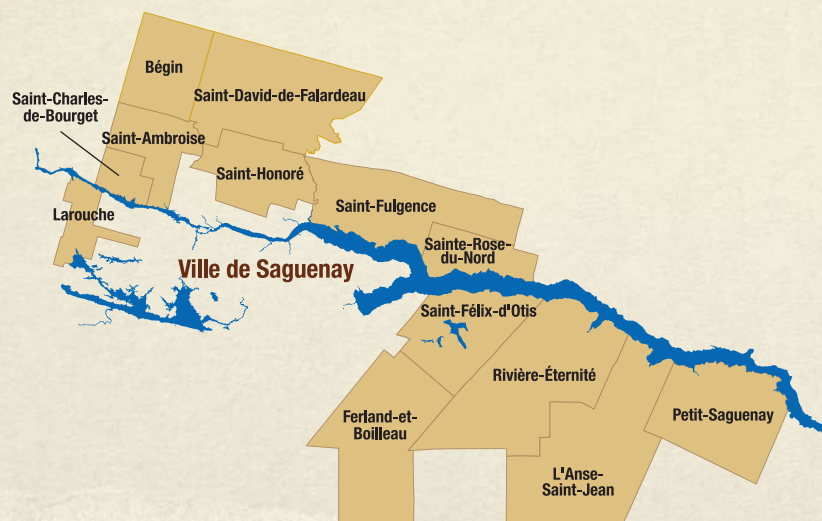 Bégin
Saint-David-de-Falardeau
Saint-Charles-
de-Bourget
Saint-Ambroise
Saint-Honoré
Larouche
Saint-Fulgence
Sainte-Rose-
du-Nord
Ville de Saguenay
Saint-Félix-d'Otis
Rivière-Éternité
Ferland-et-
Boilleau
Petit-Saguenay
L'Anse-
Saint-Jean